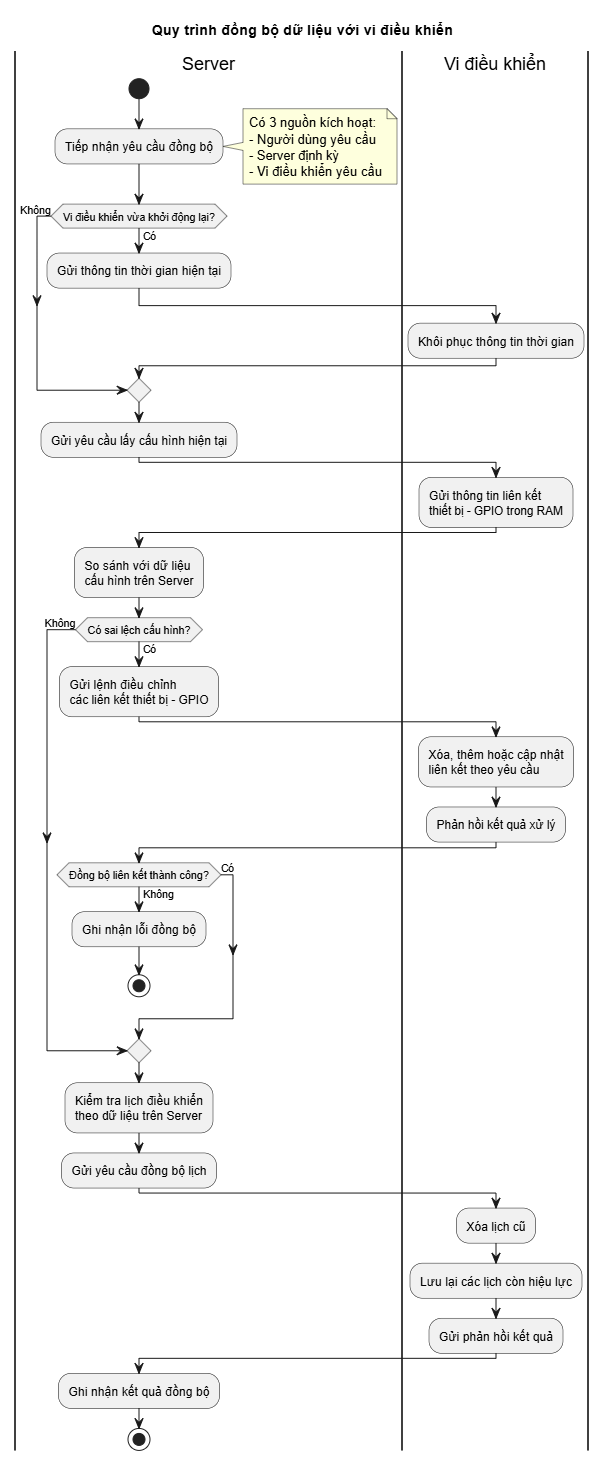 Quy trình đồng bộ dữ liệu với vi điều khiển
Server
Vi điều khiển
Tiếp nhận yêu cầu đồng bộ
Có 3 nguồn kích hoạt:
- Người dùng yêu cầu
- Server định kỳ
- Vi điều khiển yêu cầu
Không
Vi điều khiển vừa khởi động lại?
Có
Gửi thông tin thời gian hiện tại
Khôi phục thông tin thời gian
Gửi yêu cầu lấy cấu hình hiện tại
Gửi thông tin liên kết
thiết bị - GPIO trong RAM
So sánh với dữ liệu
cấu hình trên Server
Không
Có sai lệch cấu hình?
Có
Gửi lệnh điều chỉnh
các liên kết thiết bị - GPIO
Xóa, thêm hoặc cập nhật
liên kết theo yêu cầu
Phản hồi kết quả xử lý
Đồng bộ liên kết thành công?
Có
Không
Ghi nhận lỗi đồng bộ
Kiểm tra lịch điều khiển
theo dữ liệu trên Server
Gửi yêu cầu đồng bộ lịch
Xóa lịch cũ
Lưu lại các lịch còn hiệu lực
Gửi phản hồi kết quả
Ghi nhận kết quả đồng bộ